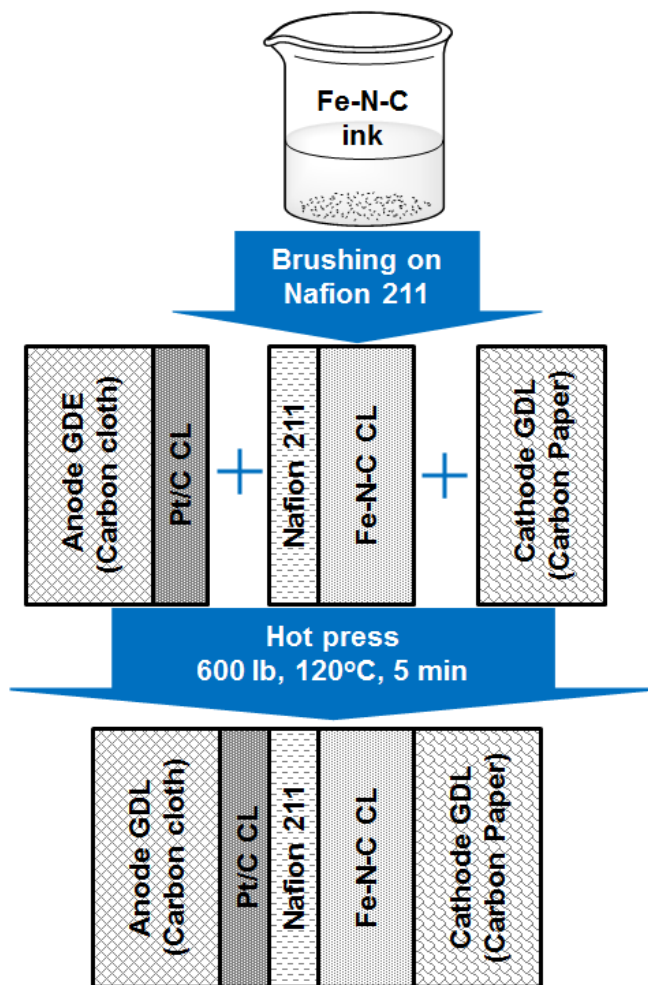 Fe-N-C
ink
Brushing on
Nafion 211
Anode GDE
(Carbon cloth)
Pt/C CL
+
Nafion 211
Fe-N-C CL
+
Cathode GDL
(Carbon Paper)
Hot press
600 lb, 120°C, 5 min
Anode GDL
(Carbon cloth)
Pt/C CL
Nafion 211
Fe-N-C CL
Cathode GDL
(Carbon Paper)